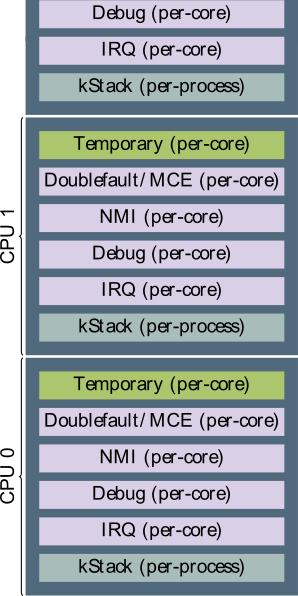 Debug (per-core)
IRQ (per-core)
kStack (per-process)
CPU 1
Temporary (per-core)
Doublefault/ MCE (per-core)
NMI (per-core)
Debug (per-core)
IRQ (per-core)
kStack (per-process)
CPU 0
Temporary (per-core)
Doublefault/ MCE (per-core)
NMI (per-core)
Debug (per-core)
IRQ (per-core)
kStack (per-process)